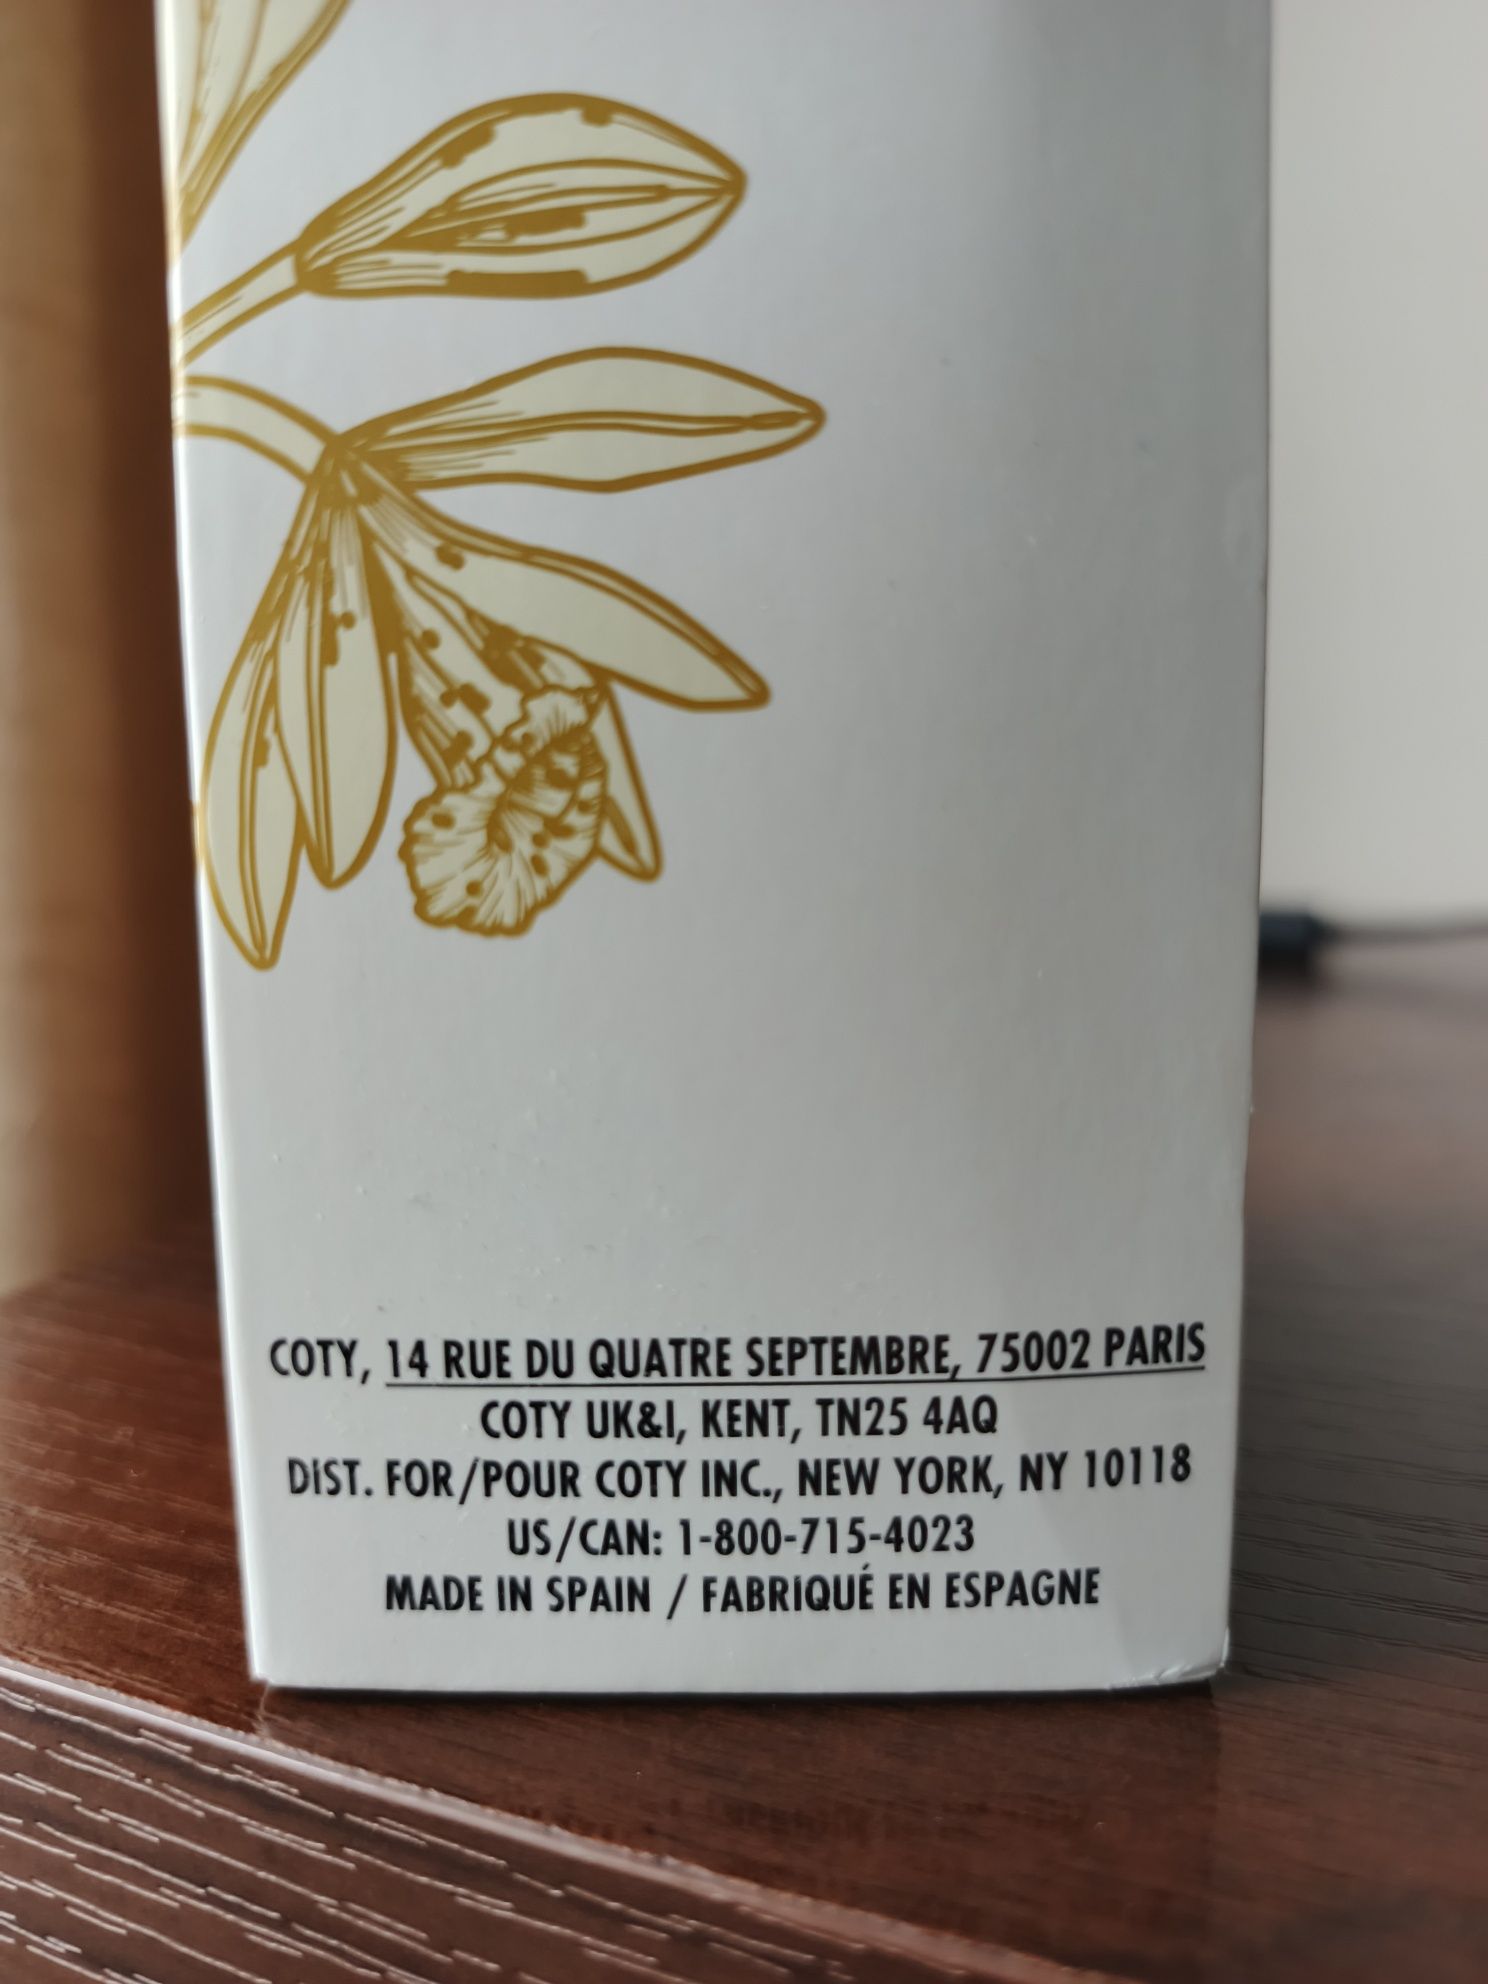 COTY, 14 RUE DU QUATRE SEPTEMBRE, 75002 PARIS
COTY UK&I, KENT, TN25 4AQ
DIST. FOR/POUR COTY INC., NEW YORK, NY 10118
US/CAN: 1-800-715-4023
MADE IN SPAIN / FABRIQUÉ EN ESPAGNE